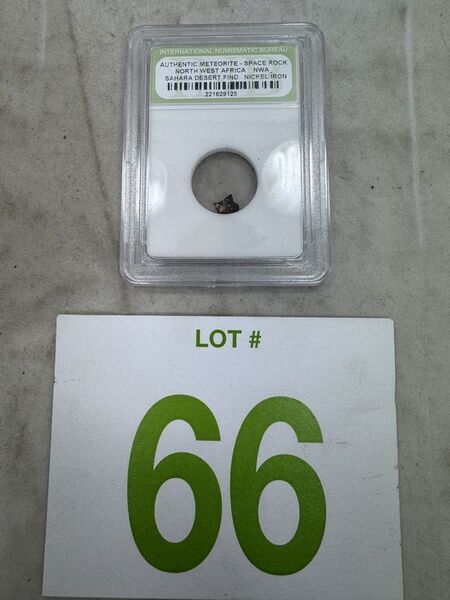 INTERNATIONAL NUMISMATIC BUREAU
AUTHENTIC METEORITE - SPACE ROCK
NORTH WEST AFRICA NWA
SAHARA DESERT FIND NICKEL IRON
221629125
LOT #
66